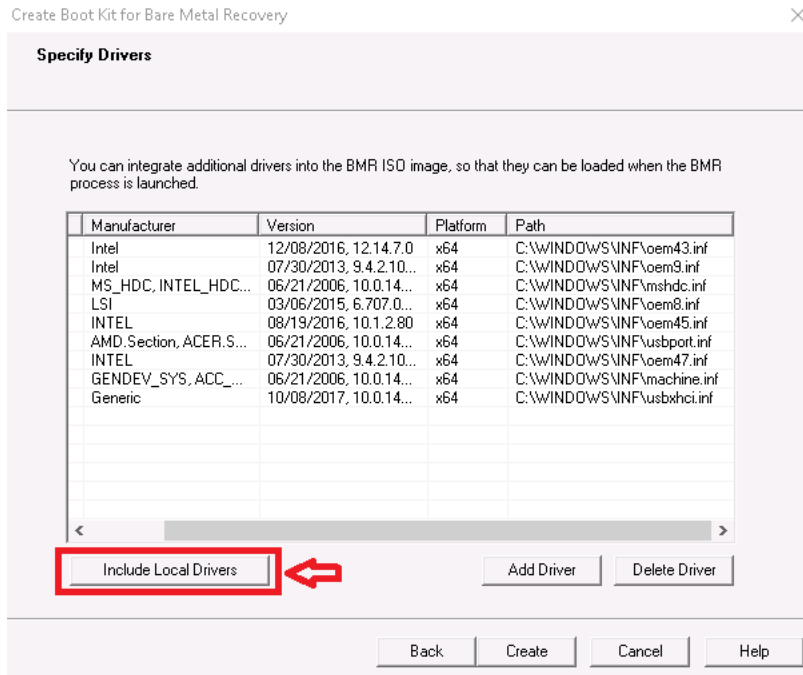 Create Boot Kit for Bare Metal Recovery
Specify Drivers
You can integrate additional drivers into the BMR ISO image, so that they can be loaded when the BMR
process is launched.
Manufacturer Version Platform Path
Intel 12/08/2016, 12.14.7.0 x64 C:\WINDOWS\INF\oem43.inf
Intel 07/30/2013, 9.4.2.10... x64 C:\WINDOWS\INF\oem9.inf
MS_HDC, INTEL_HDC... 06/21/2006, 10.0.14... x64 C:\WINDOWS\INF\mshdc.inf
LSI 03/06/2015, 6.707.0... x64 C:\WINDOWS\INF\oem8.inf
INTEL 08/19/2016, 10.1.2.80 x64 C:\WINDOWS\INF\oem45.inf
AMD.Section, ACER.S... 06/21/2006, 10.0.14... x64 C:\WINDOWS\INF\usbport.inf
INTEL 07/30/2013, 9.4.2.10... x64 C:\WINDOWS\INF\oem47.inf
GENDEV_SYS, ACC_... 06/21/2006, 10.0.14... x64 C:\WINDOWS\INF\machine.inf
Generic 10/08/2017, 10.0.14... x64 C:\WINDOWS\INF\usbxhci.inf
Include Local Drivers Add Driver Delete Driver
Back Create Cancel Help